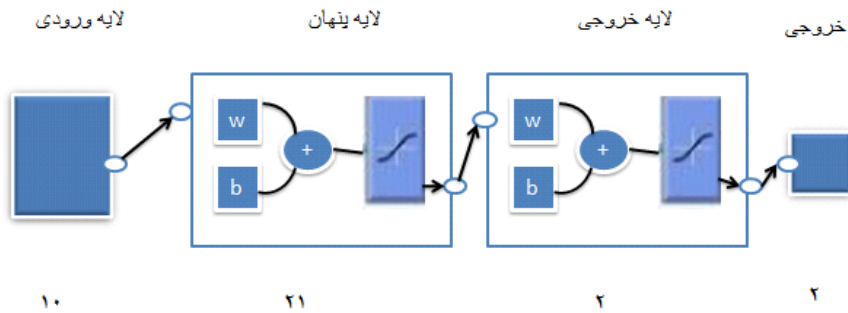 لایه ورودی
لایه پنهان
لایه خروجی
خروجی
w
+
b
w
+
b
۱۰
۲۱
۲
۲